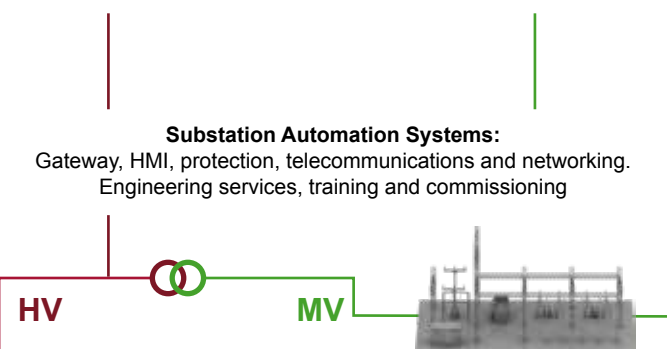 Substation Automation Systems:
Gateway, HMI, protection, telecommunications and networking.
Engineering services, training and commissioning
HV
MV